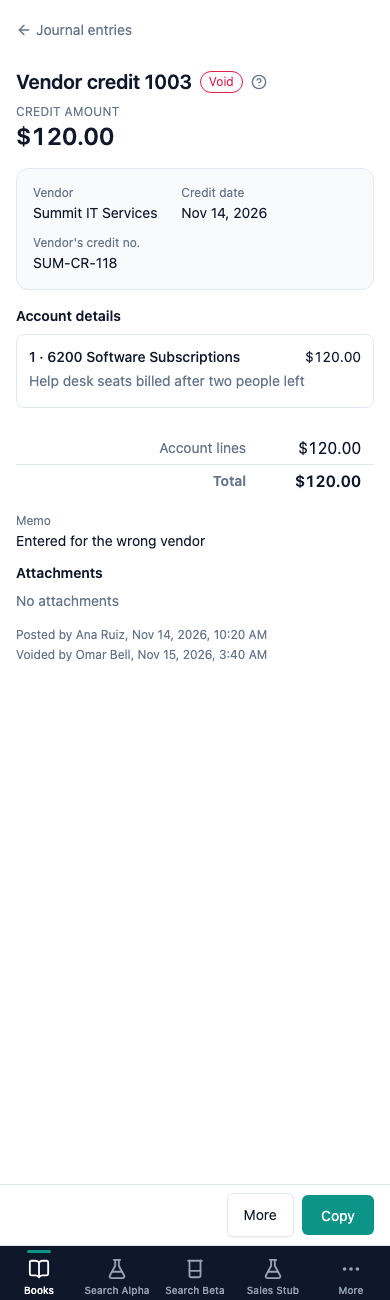 Journal entries
Vendor credit 1003 Void
CREDIT AMOUNT
$120.00
Vendor Credit date
Summit IT Services Nov 14, 2026
Vendor's credit no.
SUM-CR-118
Account details
1 · 6200 Software Subscriptions $120.00
Help desk seats billed after two people left
Account lines $120.00
Total $120.00
Memo
Entered for the wrong vendor
Attachments
No attachments
Posted by Ana Ruiz, Nov 14, 2026, 10:20 AM
Voided by Omar Bell, Nov 15, 2026, 3:40 AM
More Copy
Books Search Alpha Search Beta Sales Stub More